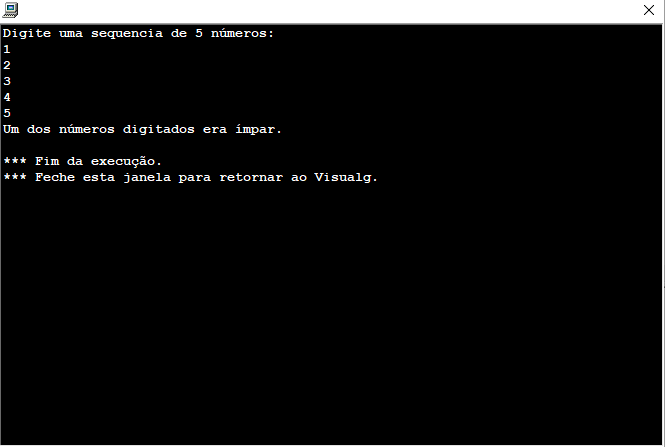 Digite uma sequencia de 5 números:
1
2
3
4
5
Um dos números digitados era ímpar.
*** Fim da execução.
*** Feche esta janela para retornar ao Visualg.